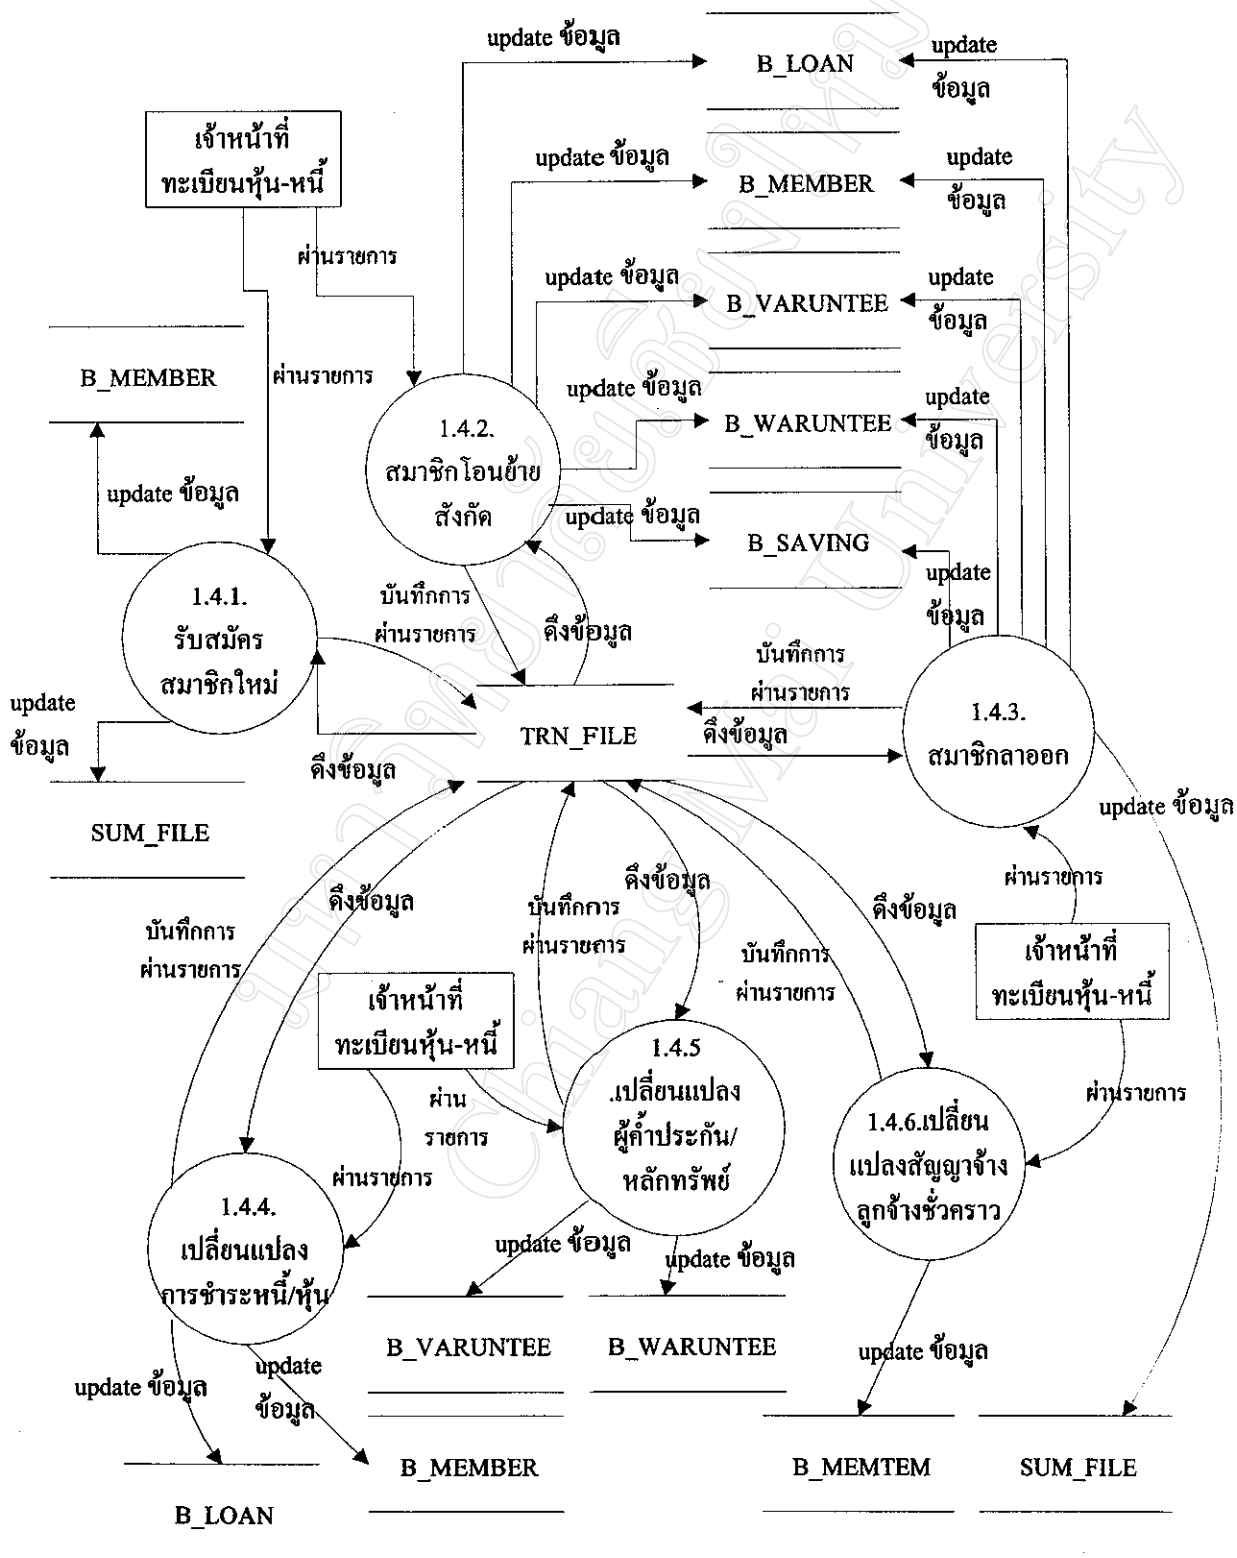 update ข้อมูล
B_LOAN
update
ข้อมูล
เจ้าหน้าที่
ทะเบียนหุ้น-หนี้
update ข้อมูล
B_MEMBER
update
ข้อมูล
ผ่านรายการ
update ข้อมูล
B_VARUNTEE
update
ข้อมูล
B_MEMBER
ผ่านรายการ
update ข้อมูล
B_WARUNTEE
update
ข้อมูล
1.4.2.
สมาชิกโอนย้าย
สังกัด
update ข้อมูล
update ข้อมูล
B_SAVING
update
ข้อมูล
1.4.1.
รับสมัคร
สมาชิกใหม่
บันทึกการ
ผ่านรายการ
ดึงข้อมูล
บันทึกการ
ผ่านรายการ
update
ข้อมูล
ดึงข้อมูล
TRN_FILE
ดึงข้อมูล
1.4.3.
สมาชิกลาออก
SUM_FILE
update ข้อมูล
ดึงข้อมูล
บันทึกการ
ผ่านรายการ
บันทึกการ
ผ่านรายการ
ดึงข้อมูล
บันทึกการ
ผ่านรายการ
ดึงข้อมูล
ผ่านรายการ
เจ้าหน้าที่
ทะเบียนหุ้น-หนี้
เจ้าหน้าที่
ทะเบียนหุ้น-หนี้
ผ่าน
รายการ
1.4.5
.เปลี่ยนแปลง
ผู้ค้ำประกัน/
หลักทรัพย์
1.4.6.เปลี่ยน
แปลงสัญญาจ้าง
ลูกจ้างชั่วคราว
ผ่านรายการ
ผ่านรายการ
1.4.4.
เปลี่ยนแปลง
การชำระหนี้/หุ้น
update ข้อมูล
update ข้อมูล
B_VARUNTEE
B_WARUNTEE
update ข้อมูล
update ข้อมูล
update
ข้อมูล
B_MEMBER
B_MEMTEM
SUM_FILE
B_LOAN
มหาวิทยาลัยเชียงใหม่
Chiang Mai University